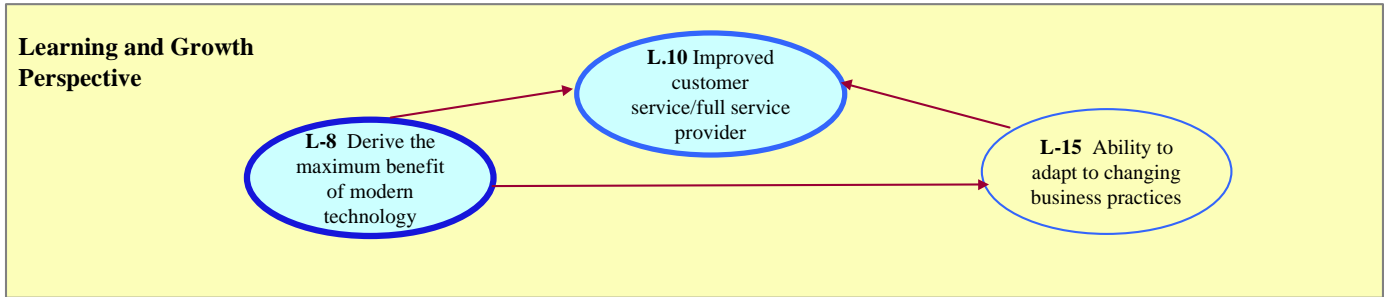 Learning and Growth
Perspective
L.10 Improved
customer
service/full service
provider
L-8  Derive the
maximum benefit
of modern
technology
L-15  Ability to
adapt to changing
business practices